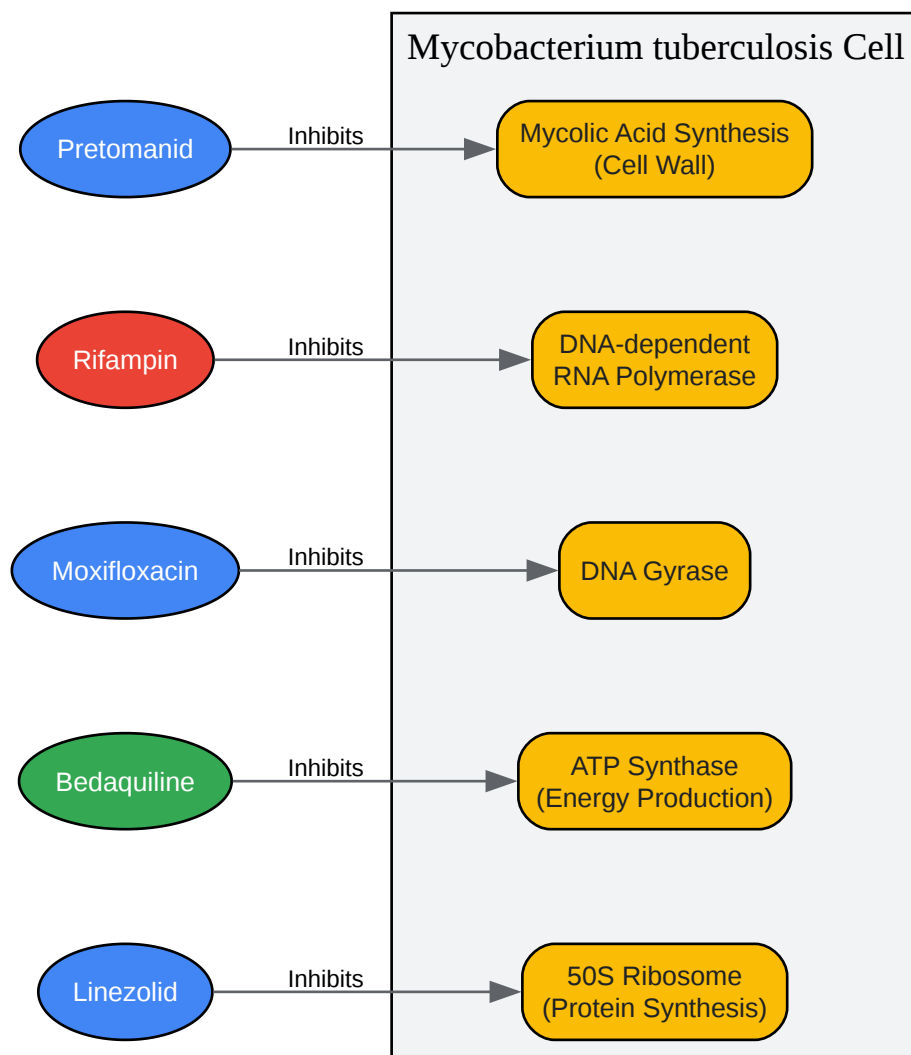 Mycobacterium tuberculosis Cell
Pretomanid
Inhibits
Mycolic Acid Synthesis
(Cell Wall)
Rifampin
Inhibits
DNA-dependent
RNA Polymerase
Moxifloxacin
Inhibits
DNA Gyrase
Bedaquiline
Inhibits
ATP Synthase
(Energy Production)
Linezolid
Inhibits
50S Ribosome
(Protein Synthesis)